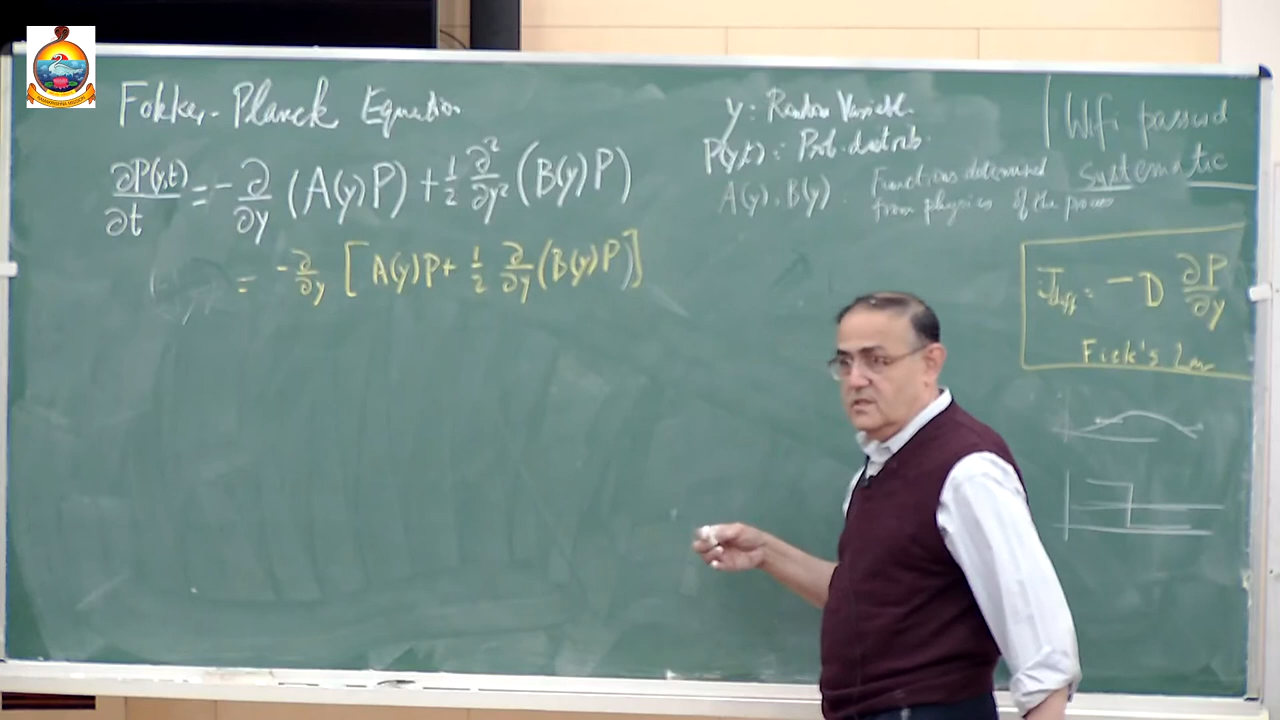 Fokker-Planck Equation
∂P(y,t)/∂t = -∂/∂y (A(y)P) + 1/2 ∂²/∂y² (B(y)P)
= -∂/∂y [A(y)P + 1/2 ∂/∂y (B(y)P)]
y: Random Variable
P(y,t): Prob. distrib.
A(y), B(y). Functions determined
from physics of the process
Wifi passwd
systematic
J_diff = -D ∂P/∂y
Fick's Law